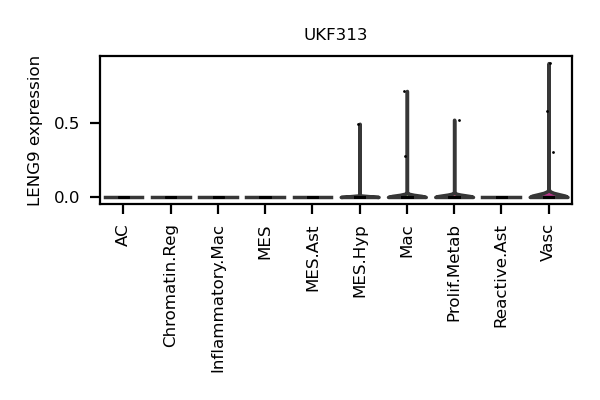 UKF313
LENG9 expression
0.5
0.0
AC
Chromatin.Reg
Inflammatory.Mac
MES
MES.Ast
MES.Hyp
Mac
Prolif.Metab
Reactive.Ast
Vasc